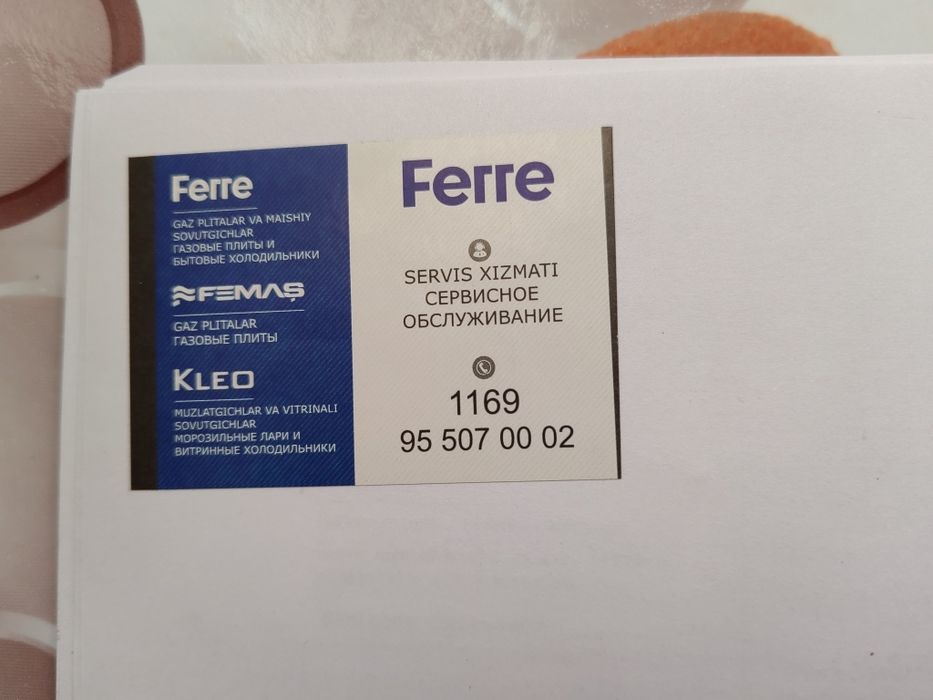 Ferre
GAZ PLITALAR VA MAISHIY
SOVUTGICHLAR
ГАЗОВЫЕ ПЛИТЫ И
БЫТОВЫЕ ХОЛОДИЛЬНИКИ
FEMAŞ
GAZ PLITALAR
ГАЗОВЫЕ ПЛИТЫ
KLEO
MUZLATGICHLAR VA VITRINALI
SOVUTGICHLAR
МОРОЗИЛЬНЫЕ ЛАРИ И
ВИТРИННЫЕ ХОЛОДИЛЬНИКИ
Ferre
SERVIS XIZMATI
СЕРВИСНОЕ
ОБСЛУЖИВАНИЕ
1169
95 507 00 02